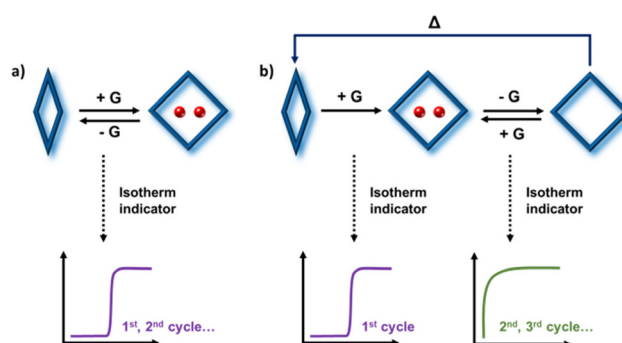 Δ
a)
+ G
- G
Isotherm
indicator
1st, 2nd cycle...
b)
+ G
- G
+ G
Isotherm
indicator
Isotherm
indicator
1st cycle
2nd, 3rd cycle...